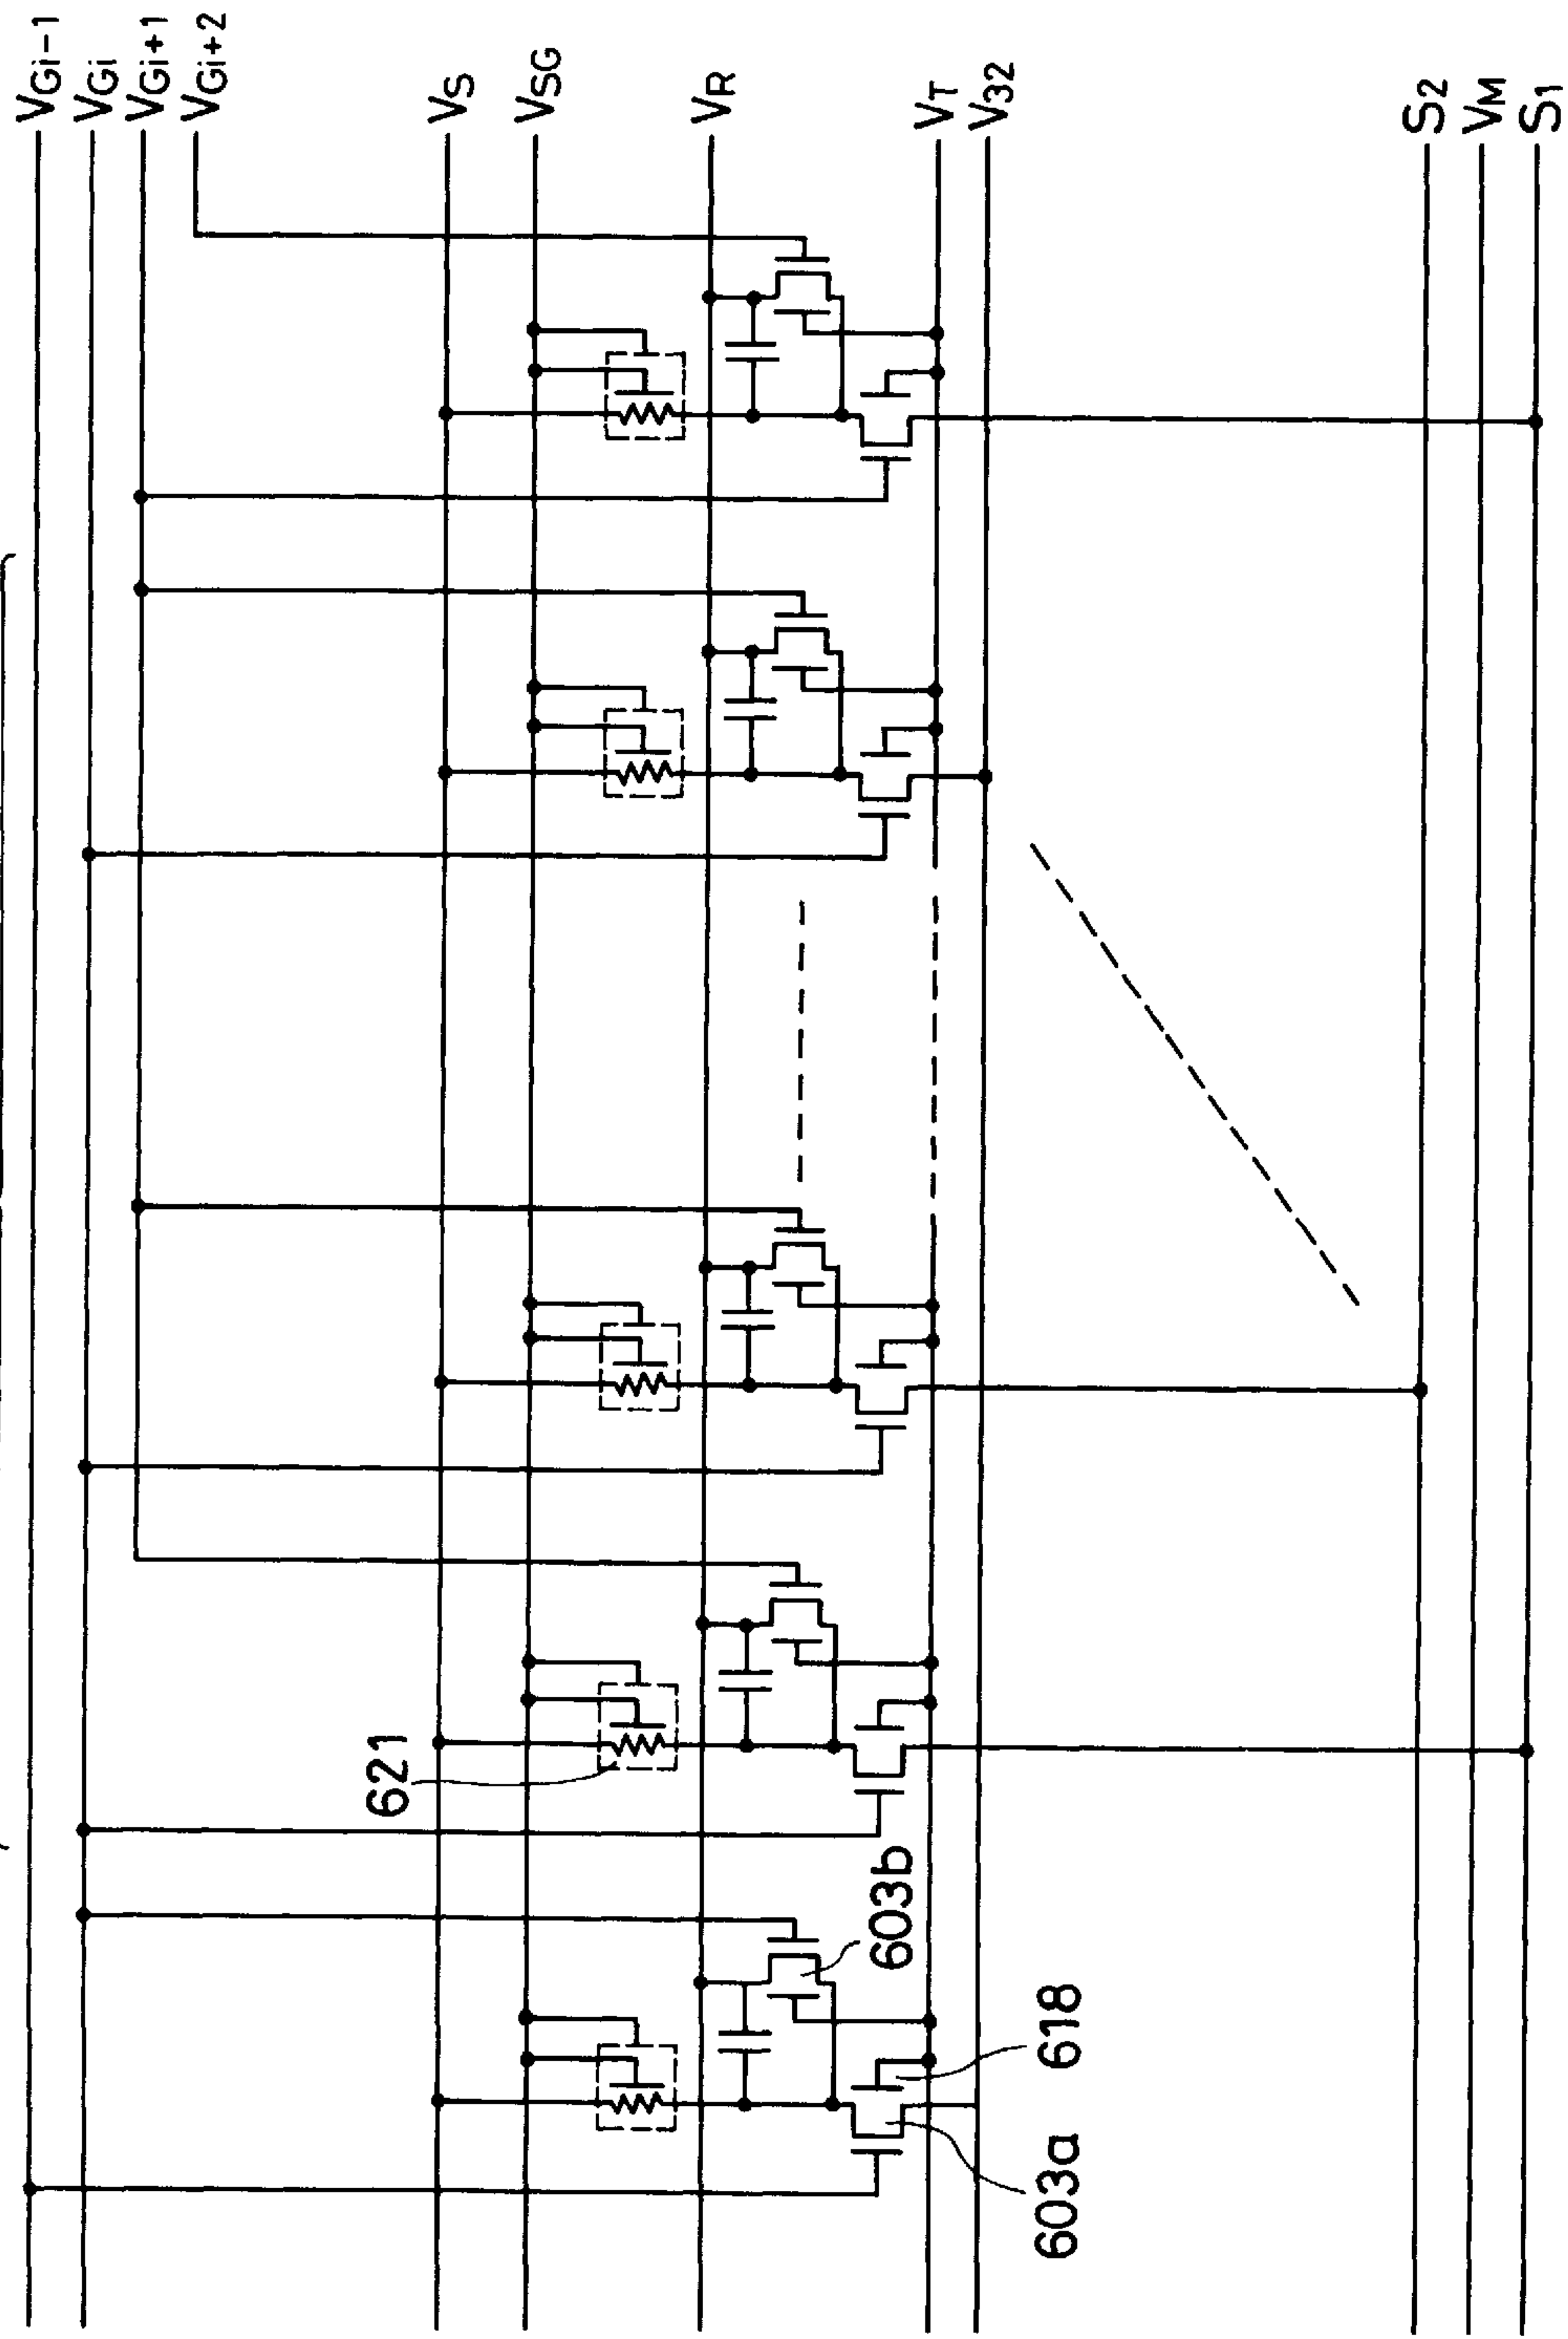 VGi-1
VGi
VGi+1
VGi+2
VS
VSG
VR
VT
V32
S2
VM
S1
621
603b
618
603a